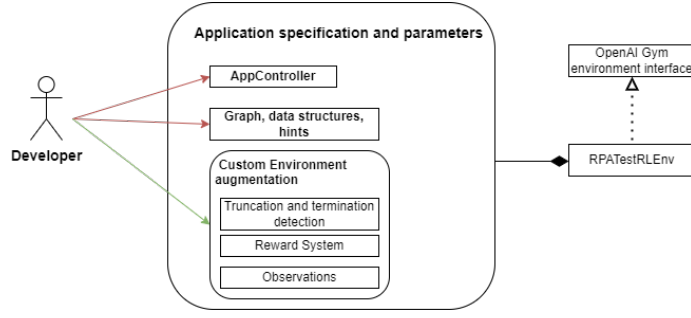 Application specification and parameters
OpenAI Gym
environment interface
AppController
Graph, data structures,
hints
Developer
Custom Environment
augmentation
RPATestRLEnv
Truncation and termination
detection
Reward System
Observations